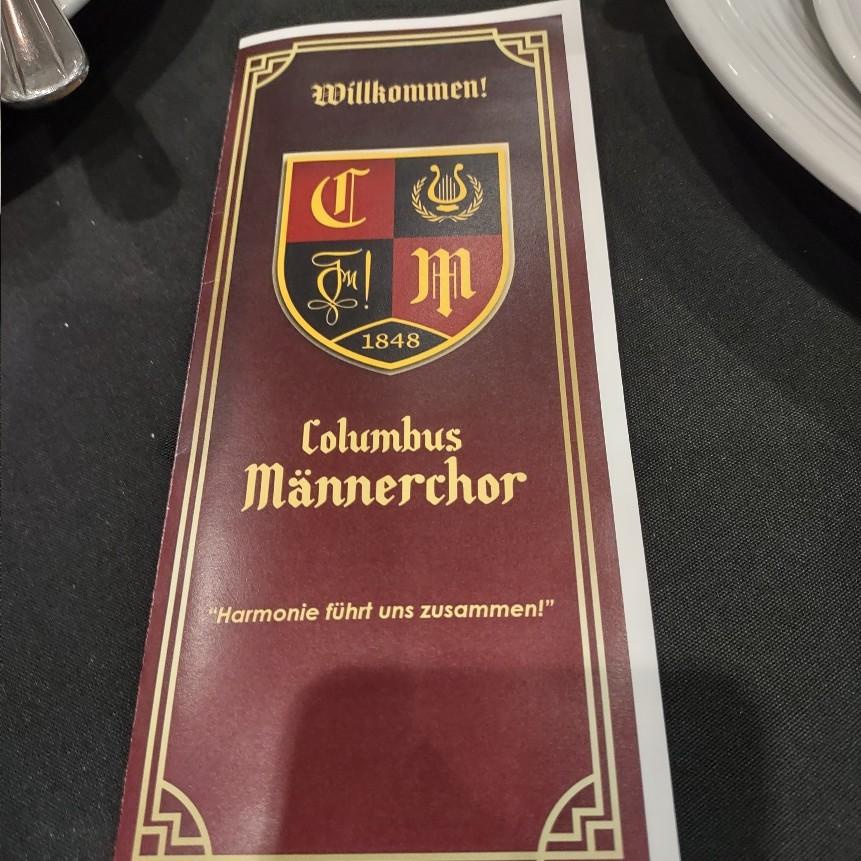 Willkommen!
C
M
1848
Columbus
Männerchor
"Harmonie führt uns zusammen!"